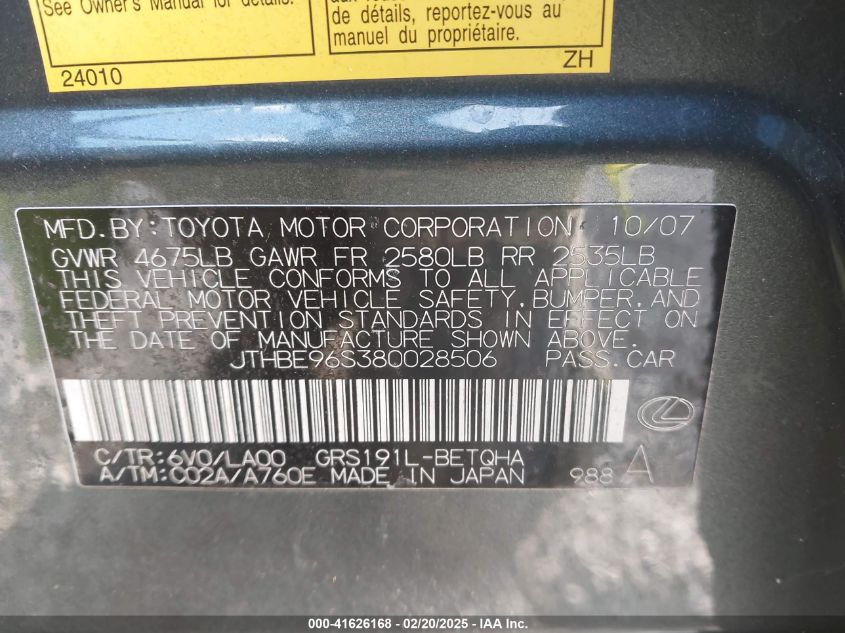 See Owner's Manual for details.
24010
de détails, reportez-vous au
manuel du propriétaire.
ZH
MFD.BY:TOYOTA MOTOR CORPORATION 10/07
GVWR 4675LB GAWR FR 2580LB RR 2535LB
THIS VEHICLE CONFORMS TO ALL APPLICABLE
FEDERAL MOTOR VEHICLE SAFETY,BUMPER,AND
THEFT PREVENTION STANDARDS IN EFFECT ON
THE DATE OF MANUFACTURE SHOWN ABOVE.
JTHBE96S380028506 PASS.CAR
C/TR:6V0/LA00 GRS191L-BETQHA
A/TM:C02A/A760E MADE IN JAPAN 988 A
000-41626168 - 02/20/2025 - IAA Inc.